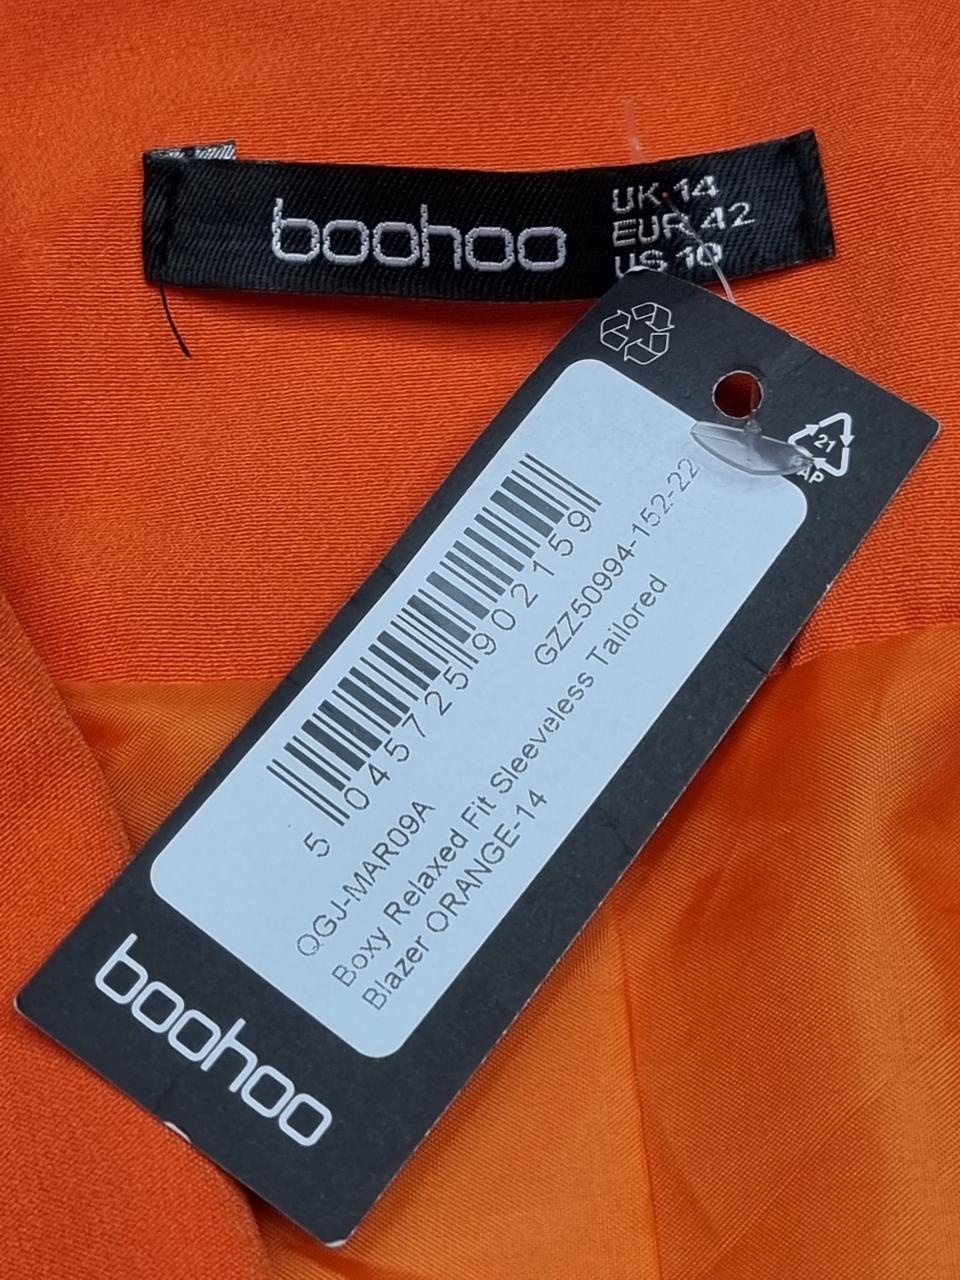 boohoo
UK 14
EUR 42
US 10
21
PAP
5 045725 902159
GZZ50994-152-22
QGJ-MAR09A
Boxy Relaxed Fit Sleeveless Tailored
Blazer ORANGE-14
boohoo